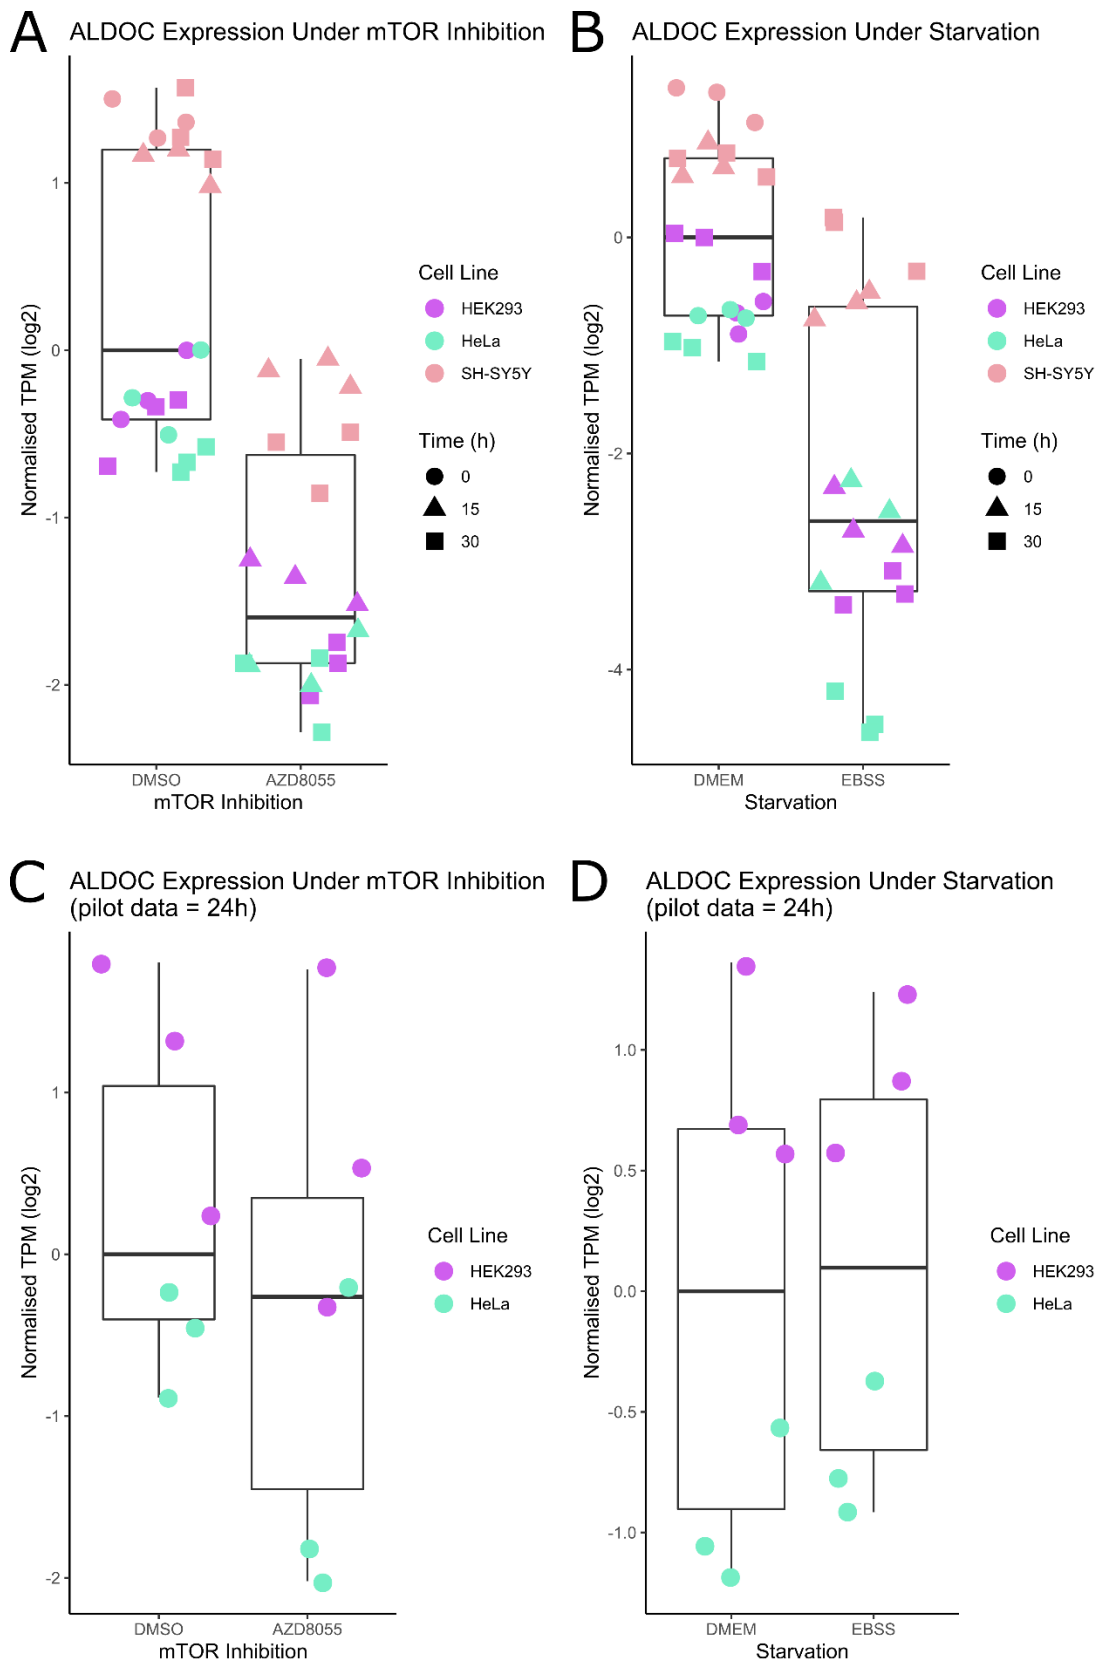 A
ALDOC Expression Under mTOR Inhibition
Normalised TPM (log2)
1
0
-1
-2
DMSO
AZD8055
mTOR Inhibition
Cell Line
HEK293
HeLa
SH-SY5Y
Time (h)
0
15
30
B
ALDOC Expression Under Starvation
Normalised TPM (log2)
0
-2
-4
DMEM
EBSS
Starvation
Cell Line
HEK293
HeLa
SH-SY5Y
Time (h)
0
15
30
C
ALDOC Expression Under mTOR Inhibition
(pilot data = 24h)
Normalised TPM (log2)
1
0
-1
-2
DMSO
AZD8055
mTOR Inhibition
Cell Line
HEK293
HeLa
D
ALDOC Expression Under Starvation
(pilot data = 24h)
Normalised TPM (log2)
1.0
0.5
0.0
-0.5
-1.0
DMEM
EBSS
Starvation
Cell Line
HEK293
HeLa